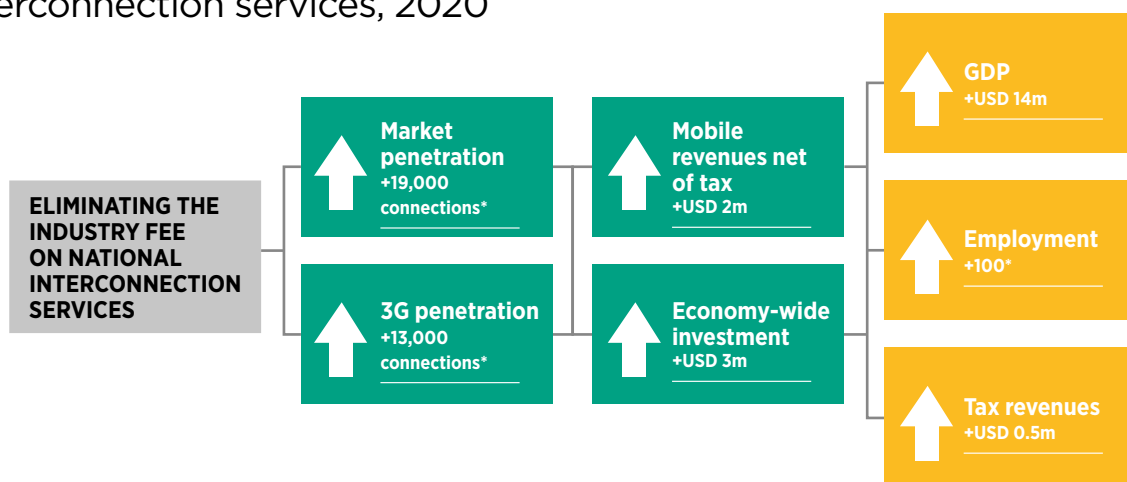 interconnection services, 2020
ELIMINATING THE
INDUSTRY FEE
ON NATIONAL
INTERCONNECTION
SERVICES
Market
penetration
+19,000
connections*
3G penetration
+13,000
connections*
Mobile
revenues net
of tax
+USD 2m
Economy-wide
investment
+USD 3m
GDP
+USD 14m
Employment
+100*
Tax revenues
+USD 0.5m